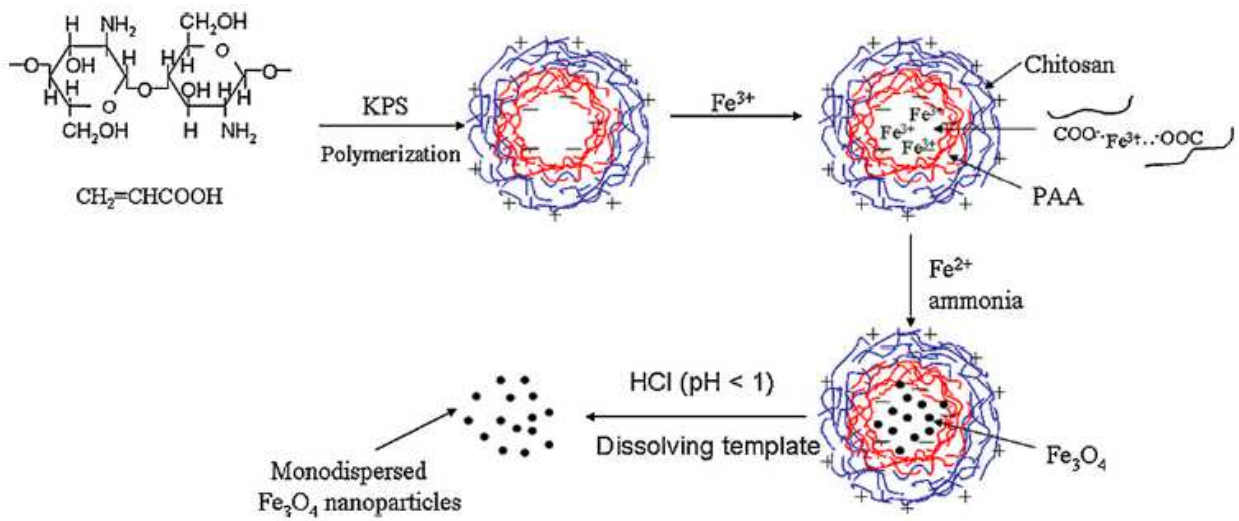 CH₂OH
H NH₂ H O
H H H
O OH OH H O
H O O H
H H H
O
CH₂OH H NH₂
CH₂=CHCOOH
KPS
Polymerization
Fe³⁺
Fe³⁺
Fe³⁺
Fe³⁺
Chitosan
COO⁻··Fe³⁺··⁻OOC
PAA
Fe²⁺
ammonia
Fe₃O₄
HCl (pH < 1)
Dissolving template
Monodispersed
Fe₃O₄ nanoparticles